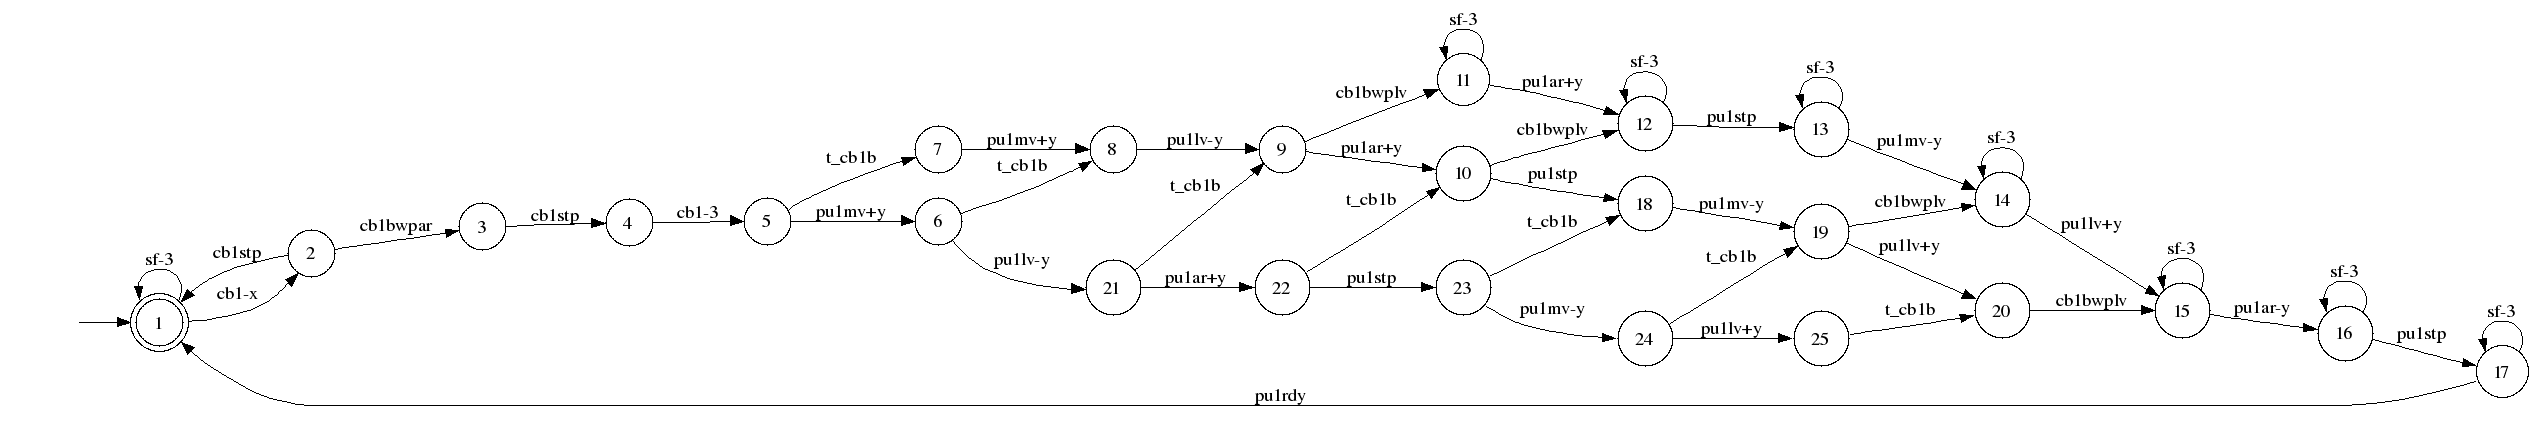 sf-3
11
sf-3
pu1ar+y
12
sf-3
cb1bwplv
pu1stp
13
cb1bwplv
pu1mv-y
sf-3
t_cb1b
7
pu1mv+y
8
pu1lv-y
9
pu1ar+y
10
pu1stp
18
pu1mv-y
19
cb1bwplv
14
t_cb1b
t_cb1b
t_cb1b
t_cb1b
pu1lv+y
cb1bwpar
3
cb1stp
4
cb1-3
5
pu1mv+y
6
t_cb1b
pu1lv+y
sf-3
cb1stp
2
pu1lv-y
t_cb1b
sf-3
sf-3
cb1-x
21
pu1ar+y
22
pu1stp
23
pu1mv-y
t_cb1b
20
cb1bwplv
15
pu1ar-y
16
sf-3
1
24
pu1lv+y
25
pu1stp
17
pu1rdy